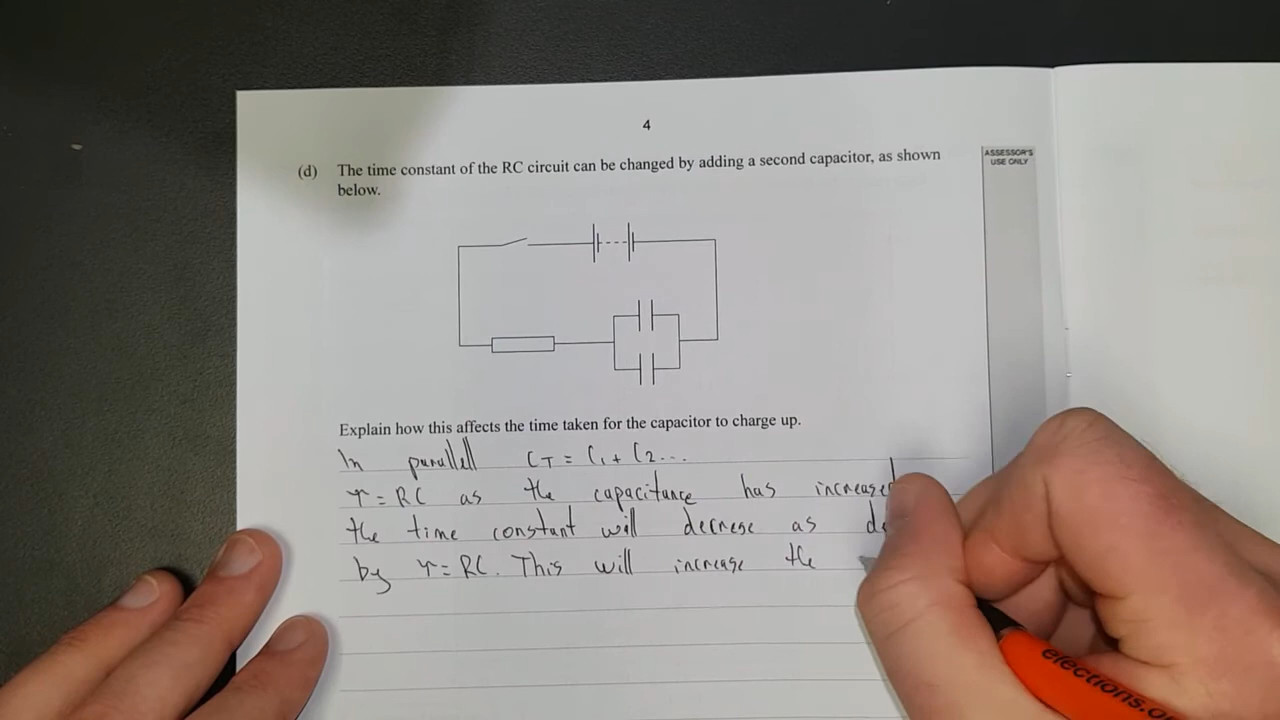 4
ASSESSOR'S
USE ONLY
(d) The time constant of the RC circuit can be changed by adding a second capacitor, as shown
below.
Explain how this affects the time taken for the capacitor to charge up.
In parallell CT = C1 + C2...
τ = RC as the capacitance has increased
the time constant will decrese as
by τ = RC. This will increase the
elections.o